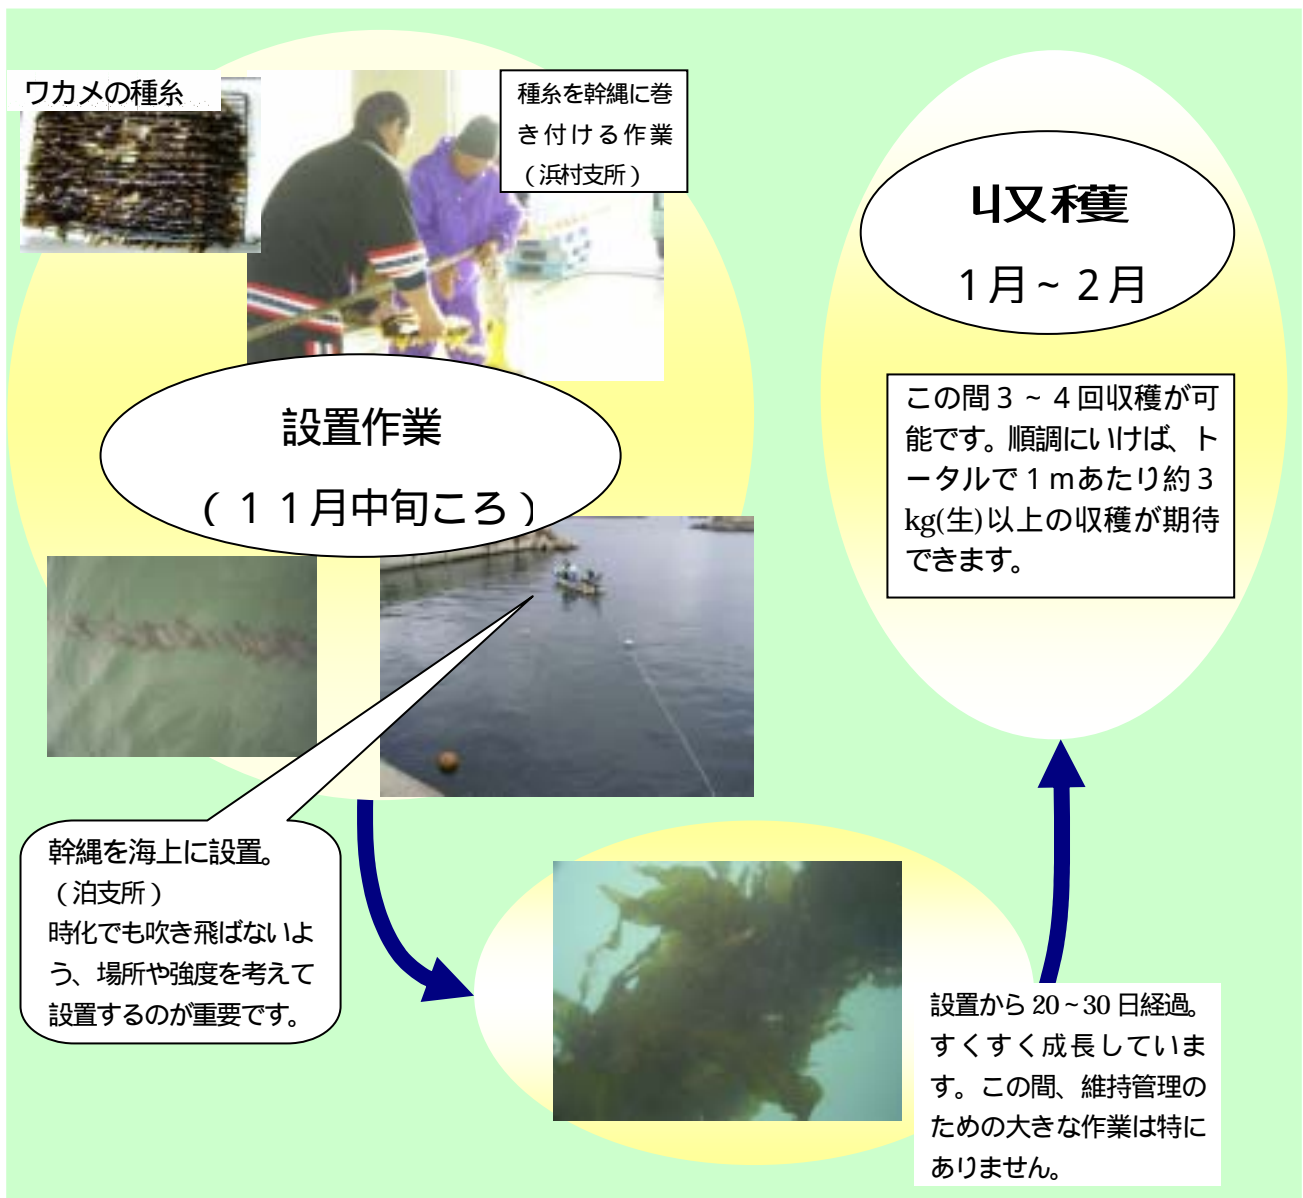 ワカメの種糸
種糸を幹縄に巻
き付ける作業
(浜村支所)
設置作業
(11月中旬ころ)
幹縄を海上に設置。
(泊支所)
時化でも吹き飛ばないよ
う、場所や強度を考えて
設置するのが重要です。
設置から 20~30 日経過。
すくすく成長していま
す。この間、維持管理の
ための大きな作業は特に
ありません。
収穫
1月~2月
この間3~4回収穫が可
能です。順調にいけば、ト
ータルで1mあたり約3
kg(生)以上の収穫が期待
できます。